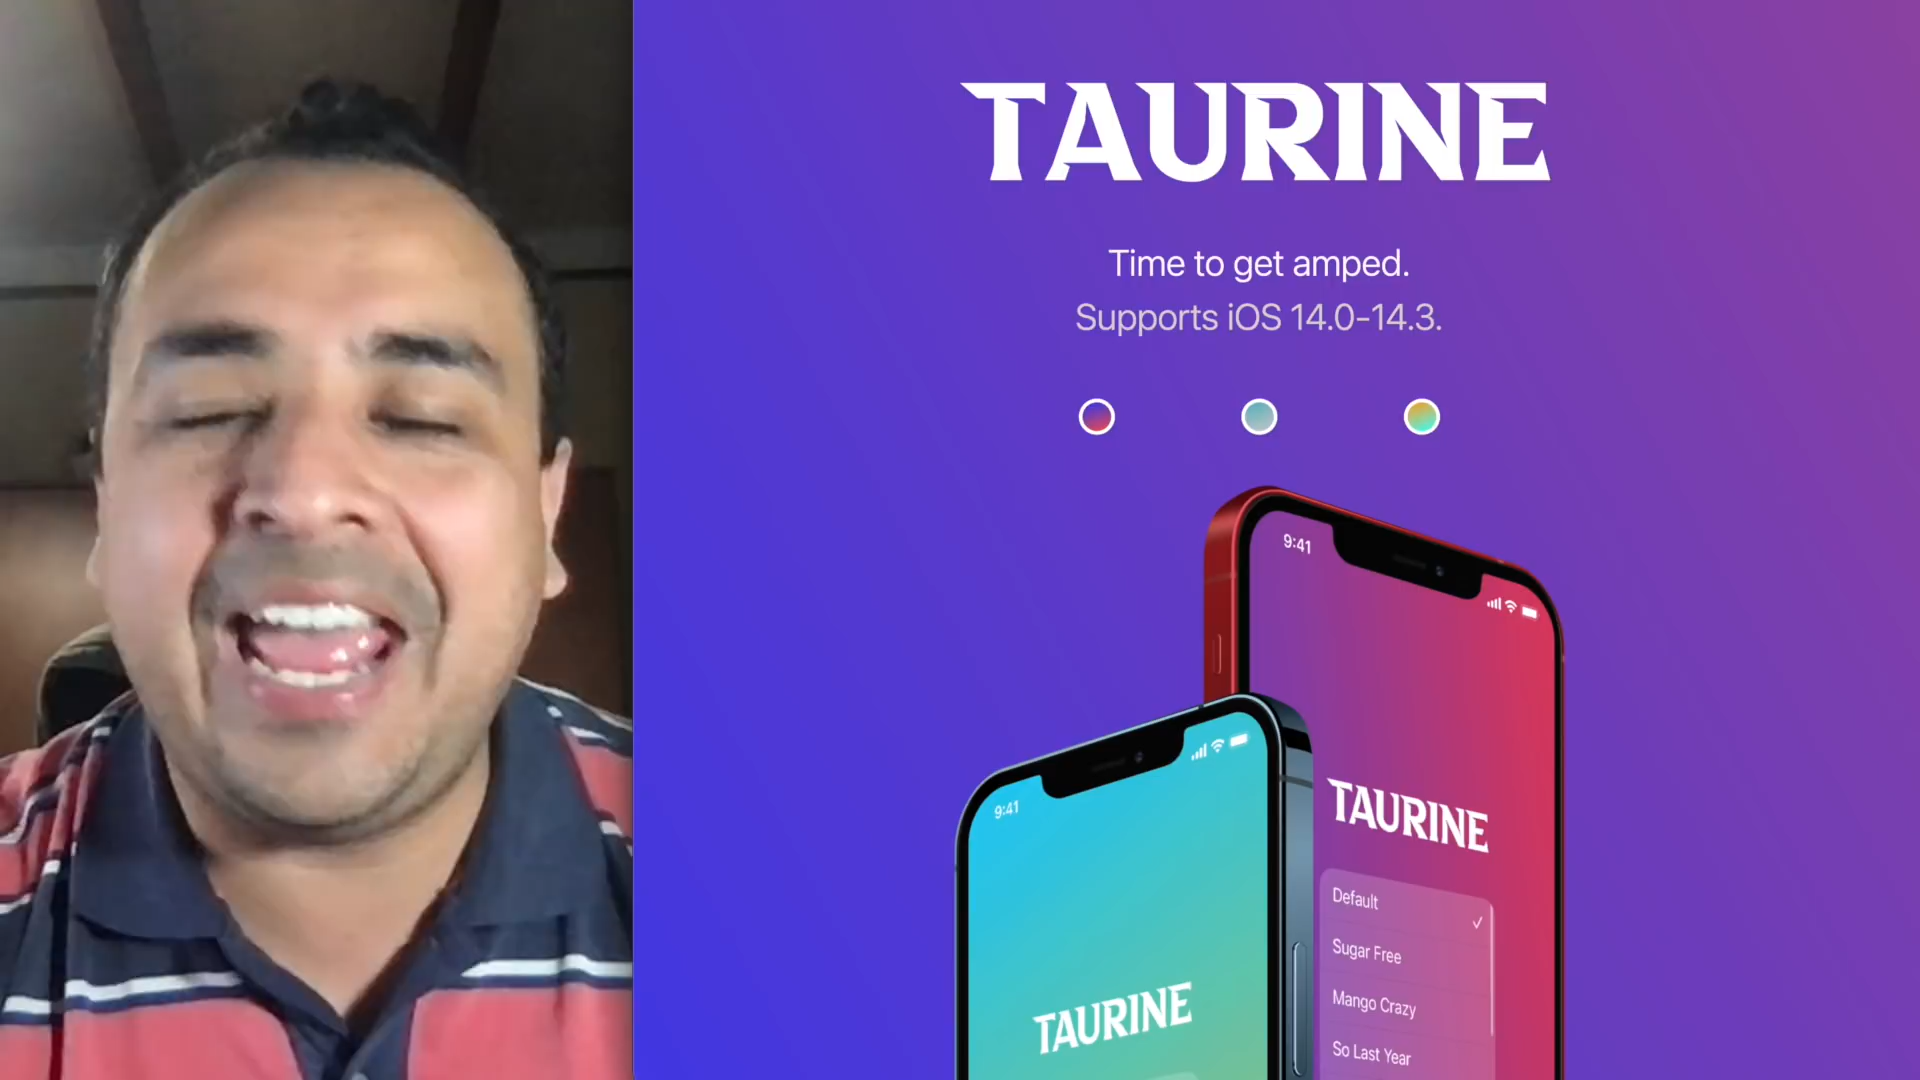 TAURINE
Time to get amped.
Supports iOS 14.0-14.3.
9:41
TAURINE
Default
Sugar Free
Mango Crazy
So Last Year
9:41
TAURINE